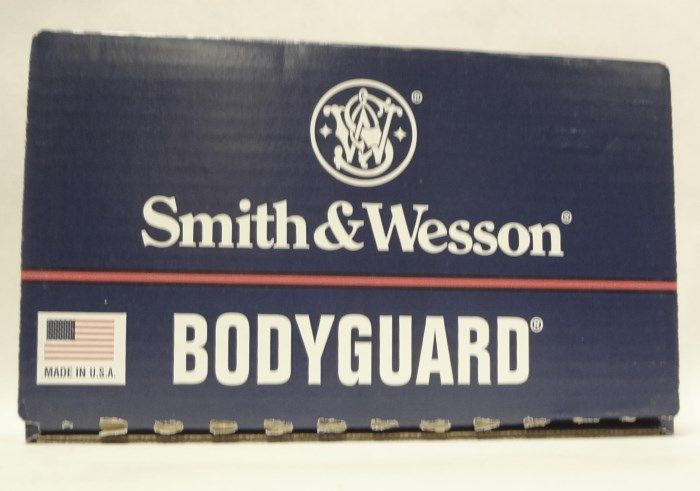 ®
Smith & Wesson®
BODYGUARD®
MADE IN U.S.A.